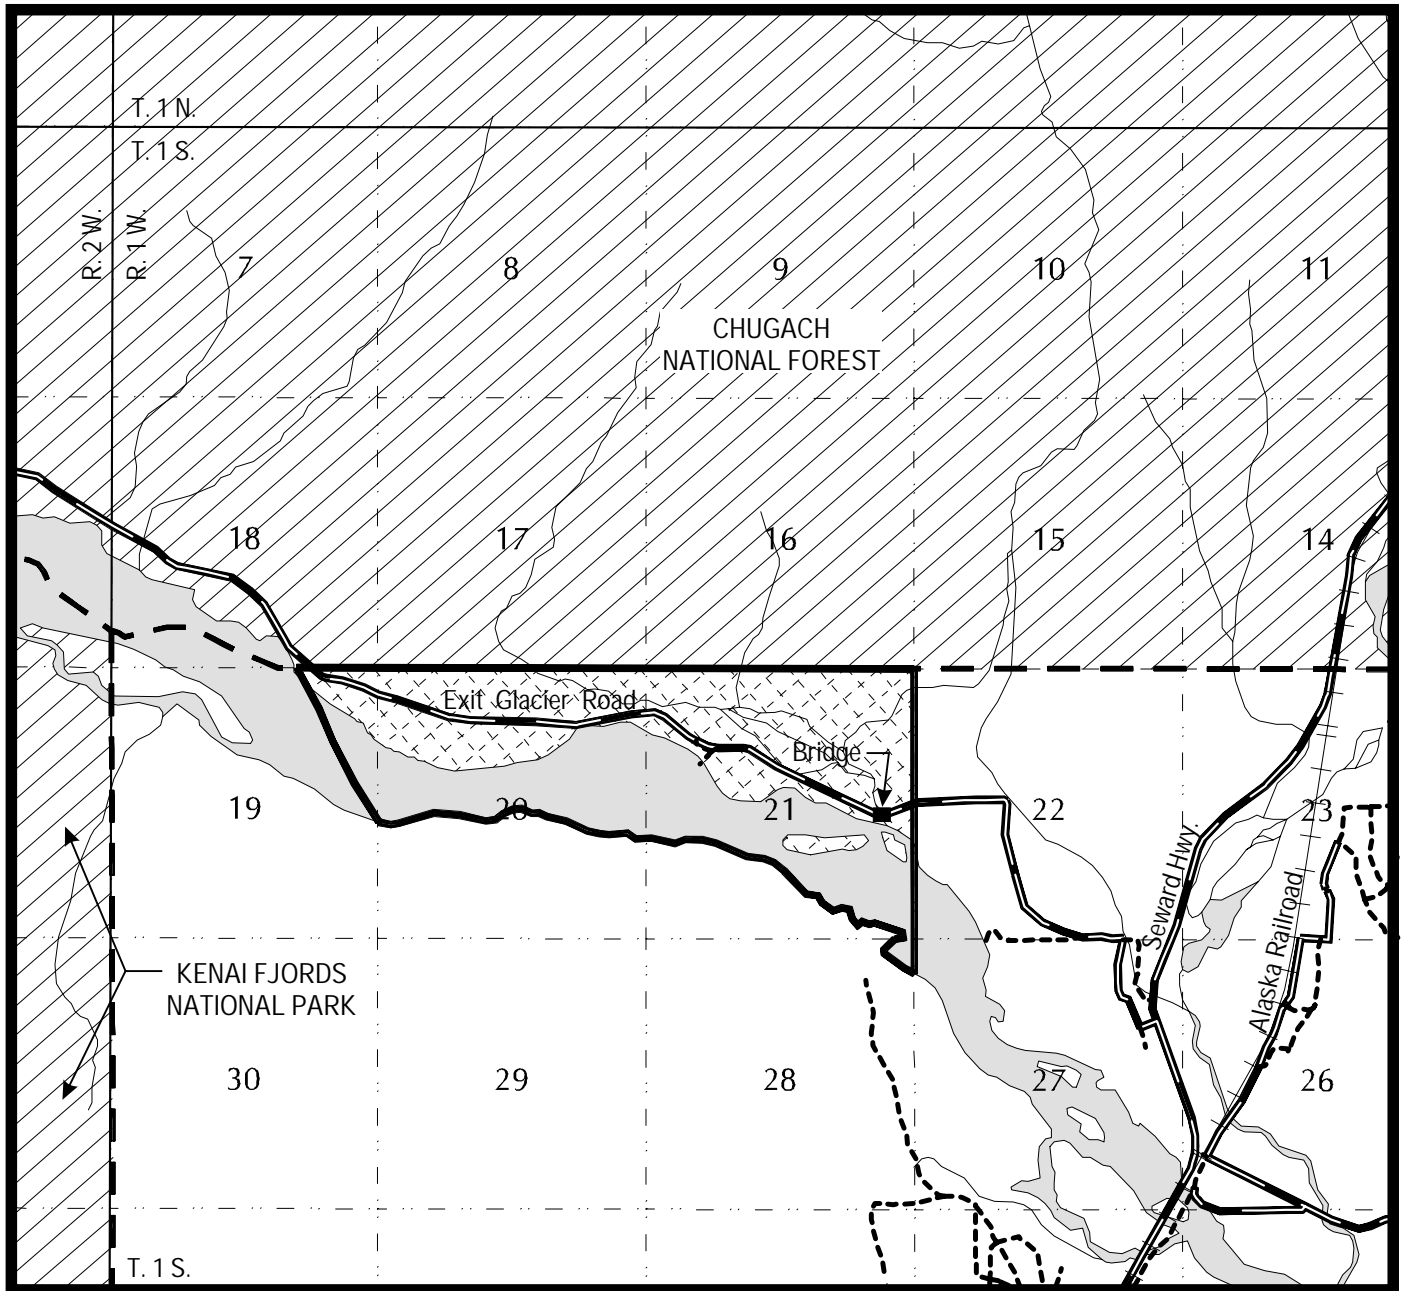 T. 1 N.
T. 1 S.
R. 2 W.
R. 1 W.
7
8
9
10
11
CHUGACH
NATIONAL FOREST
18
17
16
15
14
Exit Glacier Road
Bridge
19
20
21
22
23
Seward Hwy.
Alaska Railroad
KENAI FJORDS
NATIONAL PARK
30
29
28
27
26
T. 1 S.